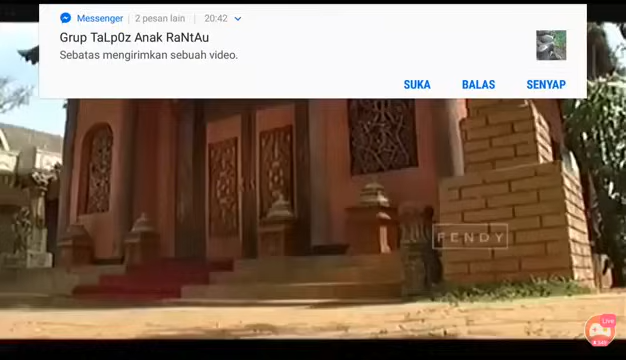 Messenger | 2 pesan lain | 20:42
Grup TaLp0z Anak RaNtAu
Sebatas mengirimkan sebuah video.
SUKA BALAS SENYAP
FENDY
Live